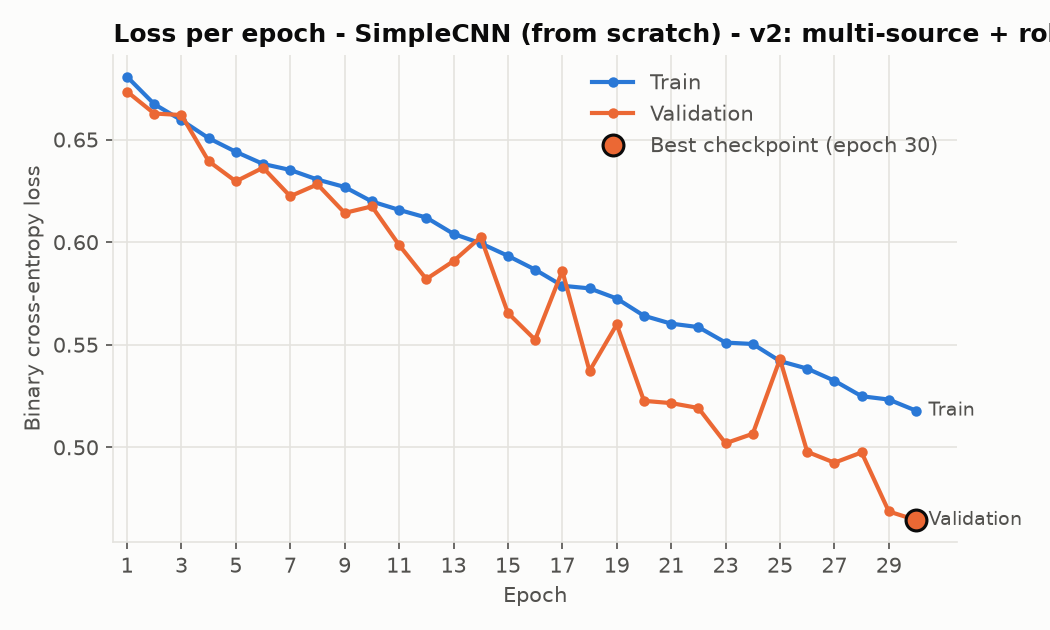 Loss per epoch - SimpleCNN (from scratch) - v2: multi-source +
Train
Validation
Best checkpoint (epoch 30)
Binary cross-entropy loss
0.65
0.60
0.55
0.50
Train
Validation
1 3 5 7 9 11 13 15 17 19 21 23 25 27 29
Epoch